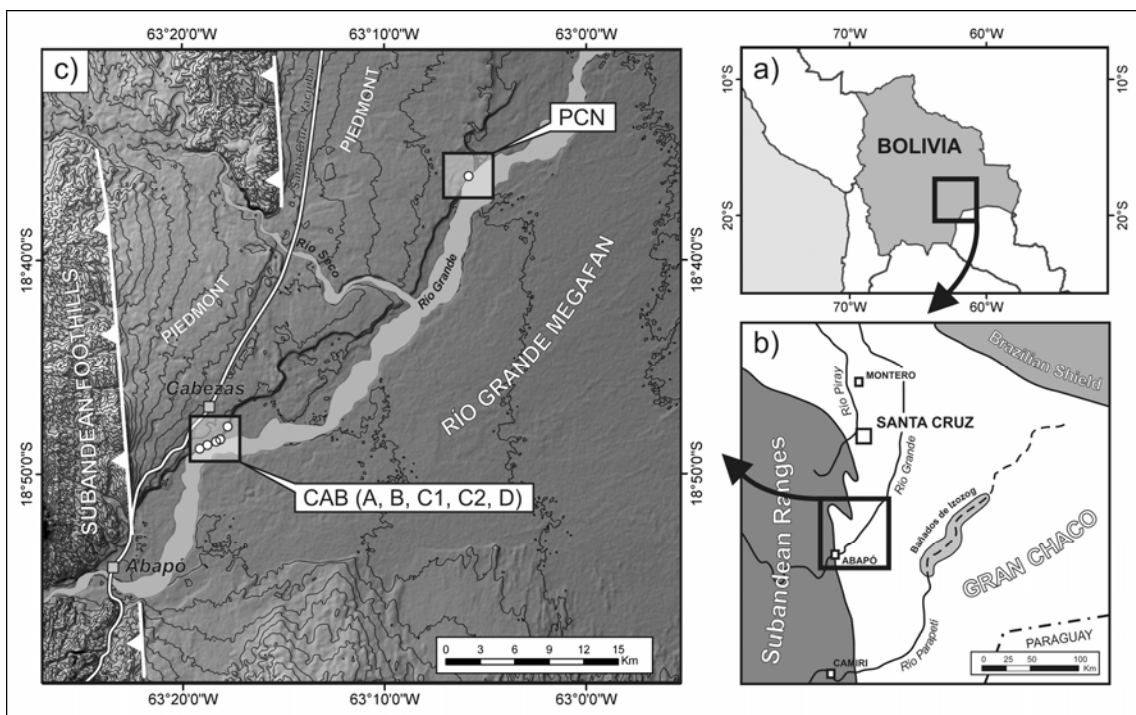 63°20'0"W
63°10'0"W
63°0'0"W
c)
PIEDMONT
Santa Cruz-Yacuiba
PCN
18°40'0"S
Río Seco
Río Grande
SUBANDEAN FOOTHILLS
PIEDMONT
Cabezas
RÍO GRANDE MEGAFAN
18°50'0"S
CAB (A, B, C1, C2, D)
Abapó
0 3 6 9 12 15
Km
18°40'0"S
18°50'0"S
63°20'0"W
63°10'0"W
63°0'0"W
70°W
60°W
a)
10°S
10°S
BOLIVIA
20°S
20°S
70°W
60°W
b)
Brazilian Shield
Río Piray
MONTERO
SANTA CRUZ
Río Grande
Subandean Ranges
Bañados de Izozog
ABAPÓ
GRAN CHACO
Río Parapetí
PARAGUAY
CAMIRI
0 25 50 100
Km